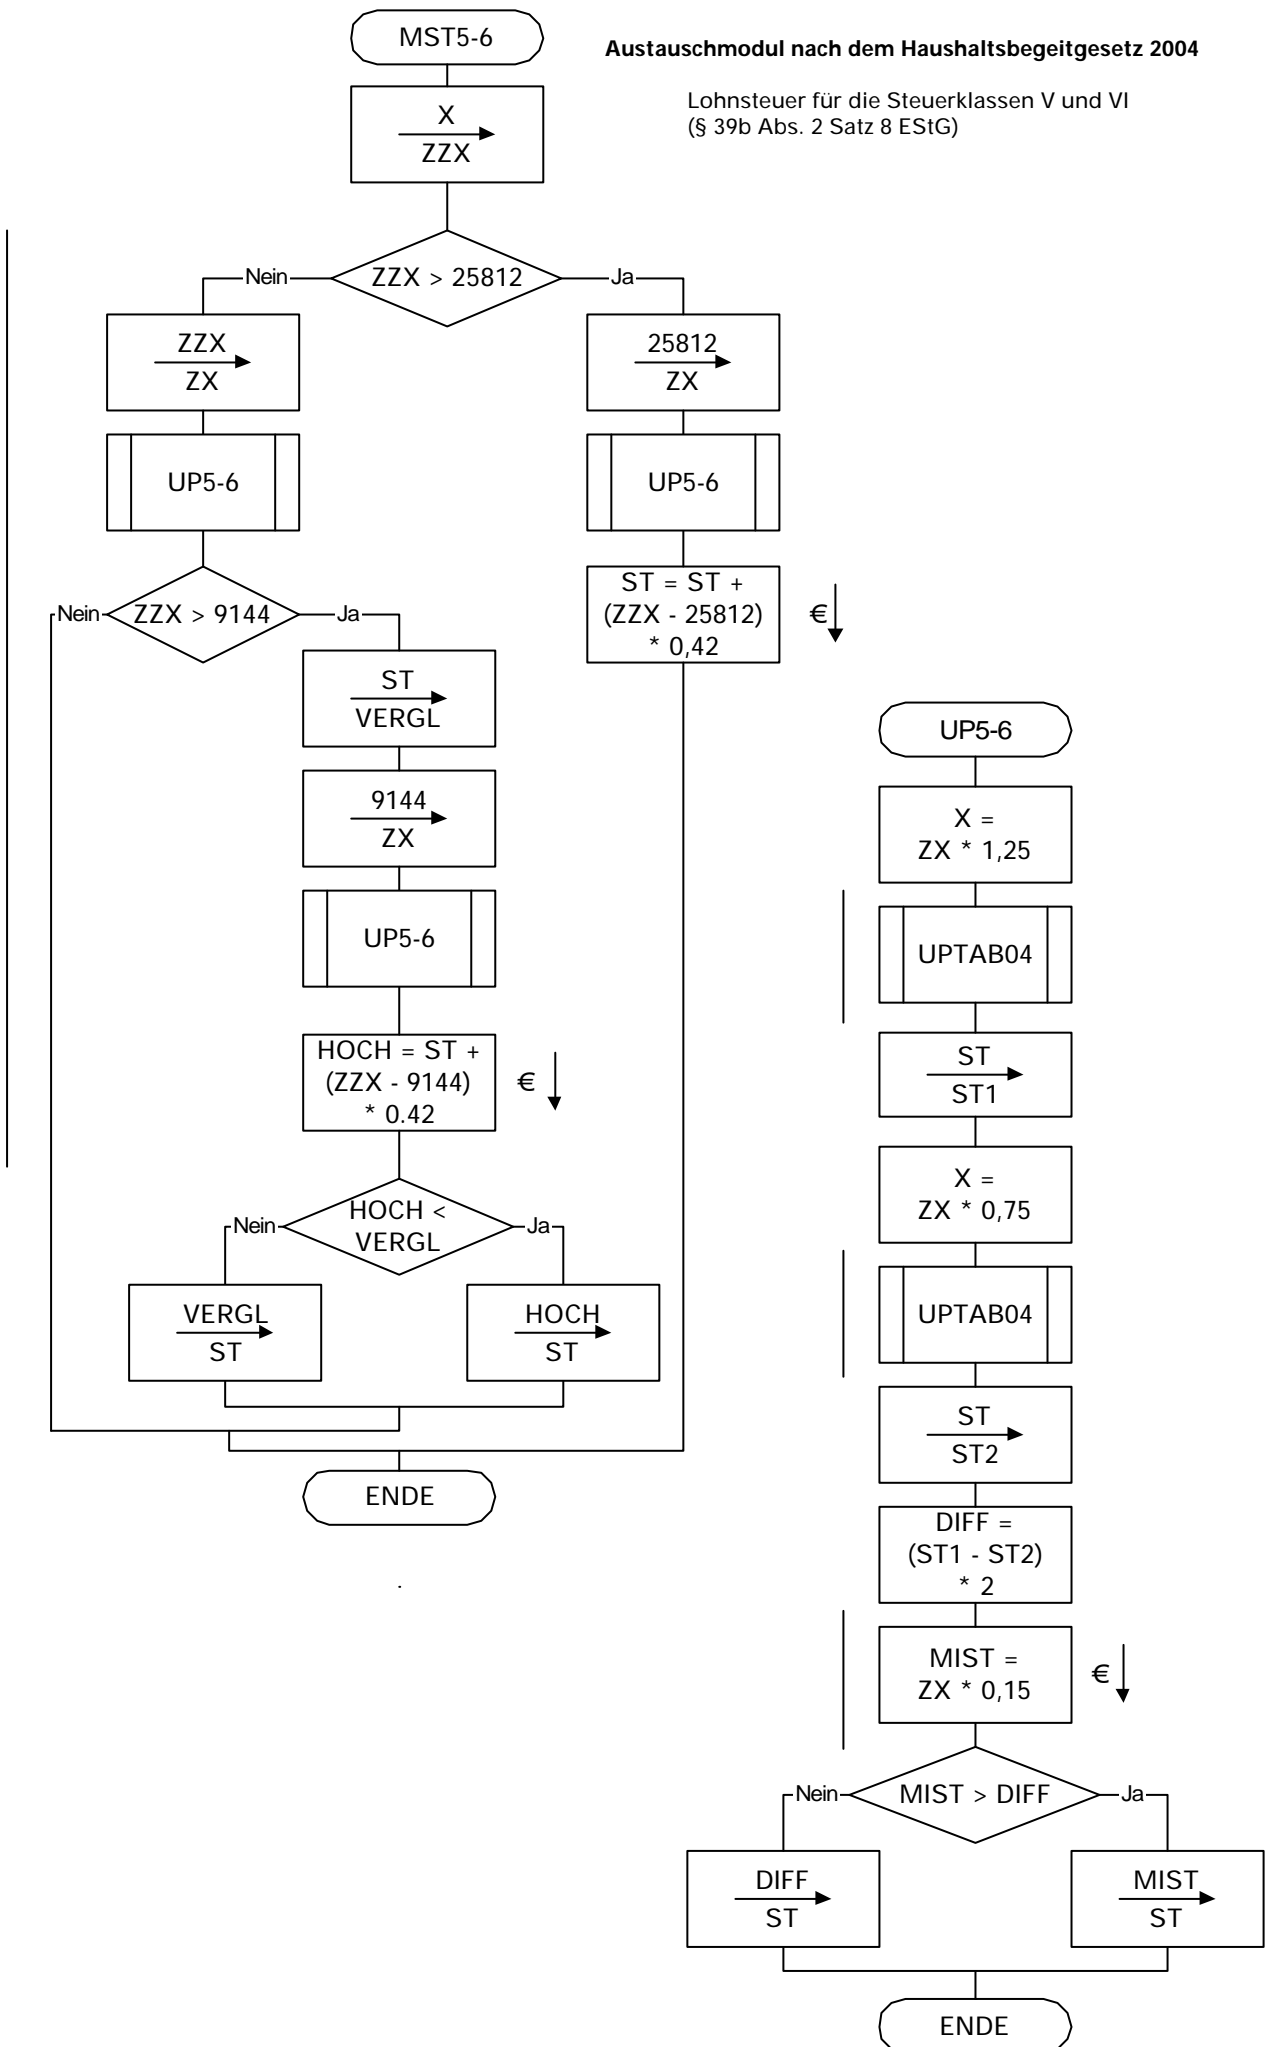 MST5-6
Austauschmodul nach dem Haushaltsbegeitgesetz 2004
Lohnsteuer für die Steuerklassen V und VI
(§ 39b Abs. 2 Satz 8 EStG)
X
ZZX
Nein
ZZX > 25812
Ja
ZZX
ZX
25812
ZX
UP5-6
UP5-6
ST = ST +
(ZZX - 25812)
* 0,42
€
Nein
ZZX > 9144
Ja
ST
VERGL
9144
ZX
UP5-6
HOCH = ST +
(ZZX - 9144)
* 0.42
€
Nein
HOCH <
VERGL
Ja
VERGL
ST
HOCH
ST
ENDE
.
UP5-6
X =
ZX * 1,25
UPTAB04
ST
ST1
X =
ZX * 0,75
UPTAB04
ST
ST2
DIFF =
(ST1 - ST2)
* 2
MIST =
ZX * 0,15
€
Nein
MIST > DIFF
Ja
DIFF
ST
MIST
ST
ENDE